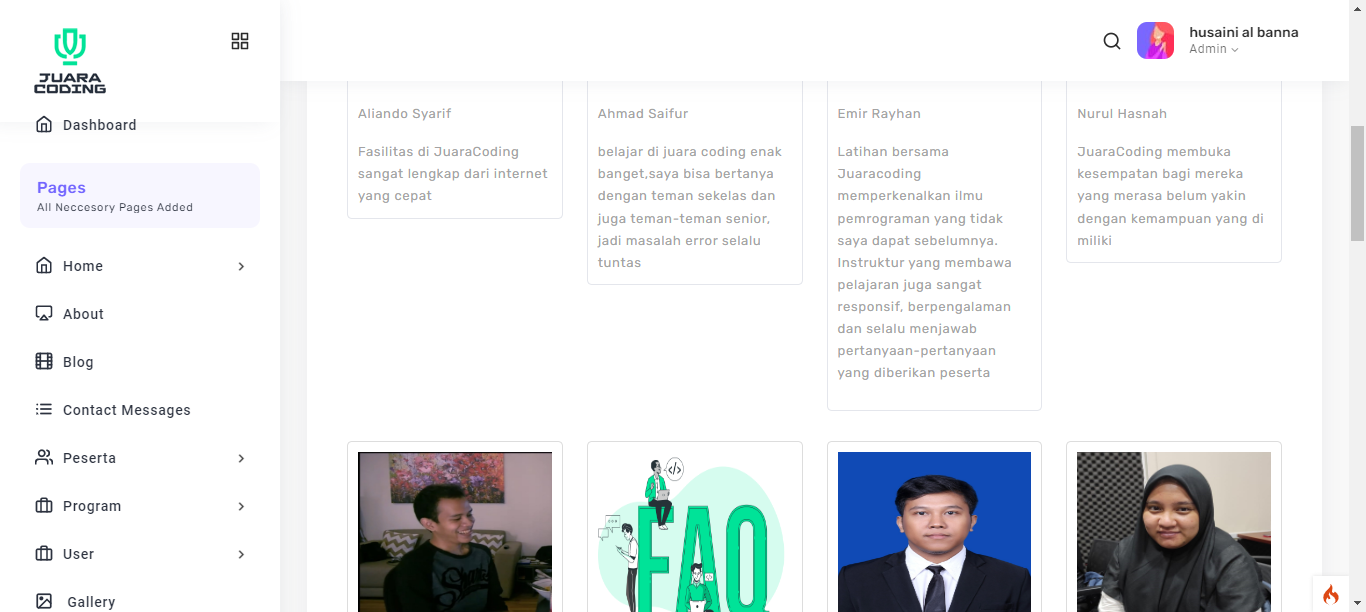 JUARA
CODING
husaini al banna
Admin
Dashboard
Pages
All Neccesory Pages Added
Home
About
Blog
Contact Messages
Peserta
Program
User
Gallery
Aliando Syarif
Fasilitas di JuaraCoding
sangat lengkap dari internet
yang cepat
Ahmad Saifur
belajar di juara coding enak
banget,saya bisa bertanya
dengan teman sekelas dan
juga teman-teman senior,
jadi masalah error selalu
tuntas
Emir Rayhan
Latihan bersama
Juaracoding
memperkenalkan ilmu
pemrograman yang tidak
saya dapat sebelumnya.
Instruktur yang membawa
pelajaran juga sangat
responsif, berpengalaman
dan selalu menjawab
pertanyaan-pertanyaan
yang diberikan peserta
Nurul Hasnah
JuaraCoding membuka
kesempatan bagi mereka
yang merasa belum yakin
dengan kemampuan yang di
miliki
</> 
FAQ